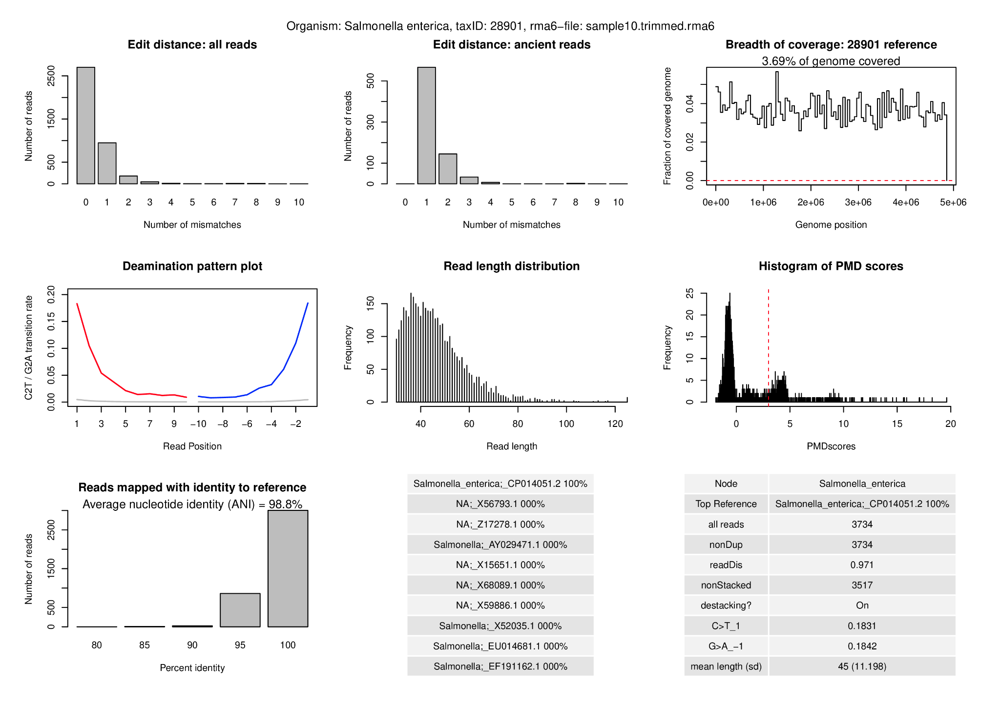 Organism: Salmonella enterica, taxID: 28901, rma6−file: sample10.trimmed.rma6
Edit distance: all reads
Number of reads
0 500 1500 2500
0 1 2 3 4 5 6 7 8 9 10
Number of mismatches
Edit distance: ancient reads
Number of reads
0 100 300 500
0 1 2 3 4 5 6 7 8 9 10
Number of mismatches
Breadth of coverage: 28901 reference
3.69% of genome covered
Fraction of covered genome
0.00 0.02 0.04
0e+00 1e+06 2e+06 3e+06 4e+06 5e+06
Genome position
Deamination pattern plot
C2T / G2A transition rate
0.00 0.05 0.10 0.15 0.20
1 3 5 7 9 −10 −8 −6 −4 −2
Read Position
Read length distribution
Frequency
0 50 100 150
40 60 80 100 120
Read length
Histogram of PMD scores
Frequency
0 5 10 15 20 25
0 5 10 15 20
PMDscores
Reads mapped with identity to reference
Average nucleotide identity (ANI) = 98.8%
Number of reads
0 500 1500 2500
80 85 90 95 100
Percent identity
Salmonella_enterica;_CP014051.2 100%
NA;_X56793.1 000%
NA;_Z17278.1 000%
Salmonella;_AY029471.1 000%
NA;_X15651.1 000%
NA;_X68089.1 000%
NA;_X59886.1 000%
Salmonella;_X52035.1 000%
Salmonella;_EU014681.1 000%
Salmonella;_EF191162.1 000%
Node Salmonella_enterica
Top Reference Salmonella_enterica;_CP014051.2 100%
all reads 3734
nonDup 3734
readDis 0.971
nonStacked 3517
destacking? On
C>T_1 0.1831
G>A_−1 0.1842
mean length (sd) 45 (11.198)